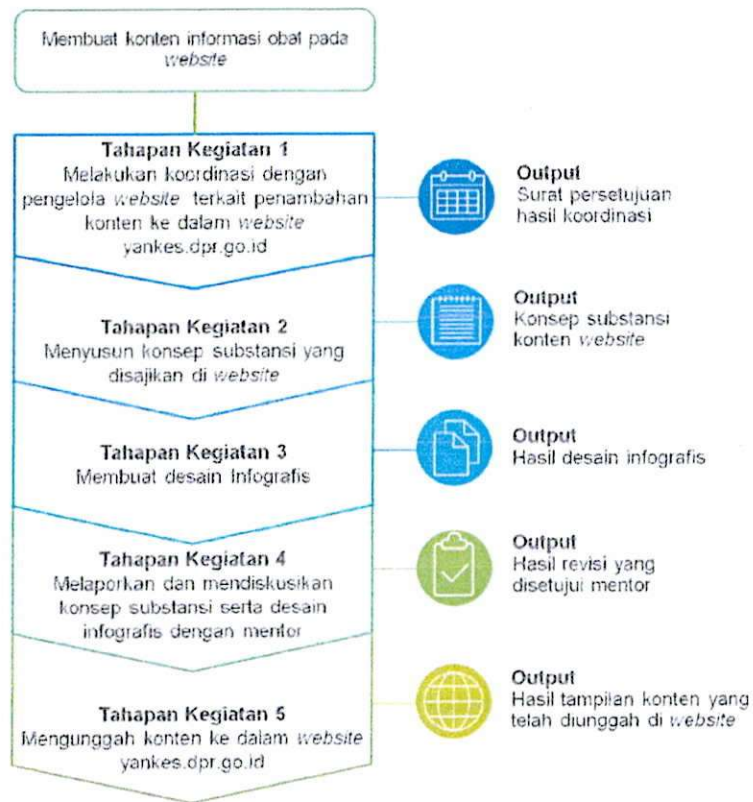 Membuat konten informasi obat pada
website
Tahapan Kegiatan 1
Melakukan koordinasi dengan
pengelola website terkait penambahan
konten ke dalam website
yankes.dpr.go.id
Output
Surat persetujuan
hasil koordinasi
Tahapan Kegiatan 2
Menyusun konsep substansi yang
disajikan di website
Output
Konsep substansi
konten website
Tahapan Kegiatan 3
Membuat desain Infografis
Output
Hasil desain infografis
Tahapan Kegiatan 4
Melaporkan dan mendiskusikan
konsep substansi serta desain
infografis dengan mentor
Output
Hasil revisi yang
disetujui mentor
Tahapan Kegiatan 5
Mengunggah konten ke dalam website
yankes.dpr.go.id
Output
Hasil tampilan konten yang
telah diunggah di website